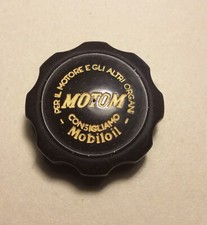 PER IL MOTORE E GLI ALTRI ORGANI
MOTOM
CONSIGLIAMO
- Mobiloil -